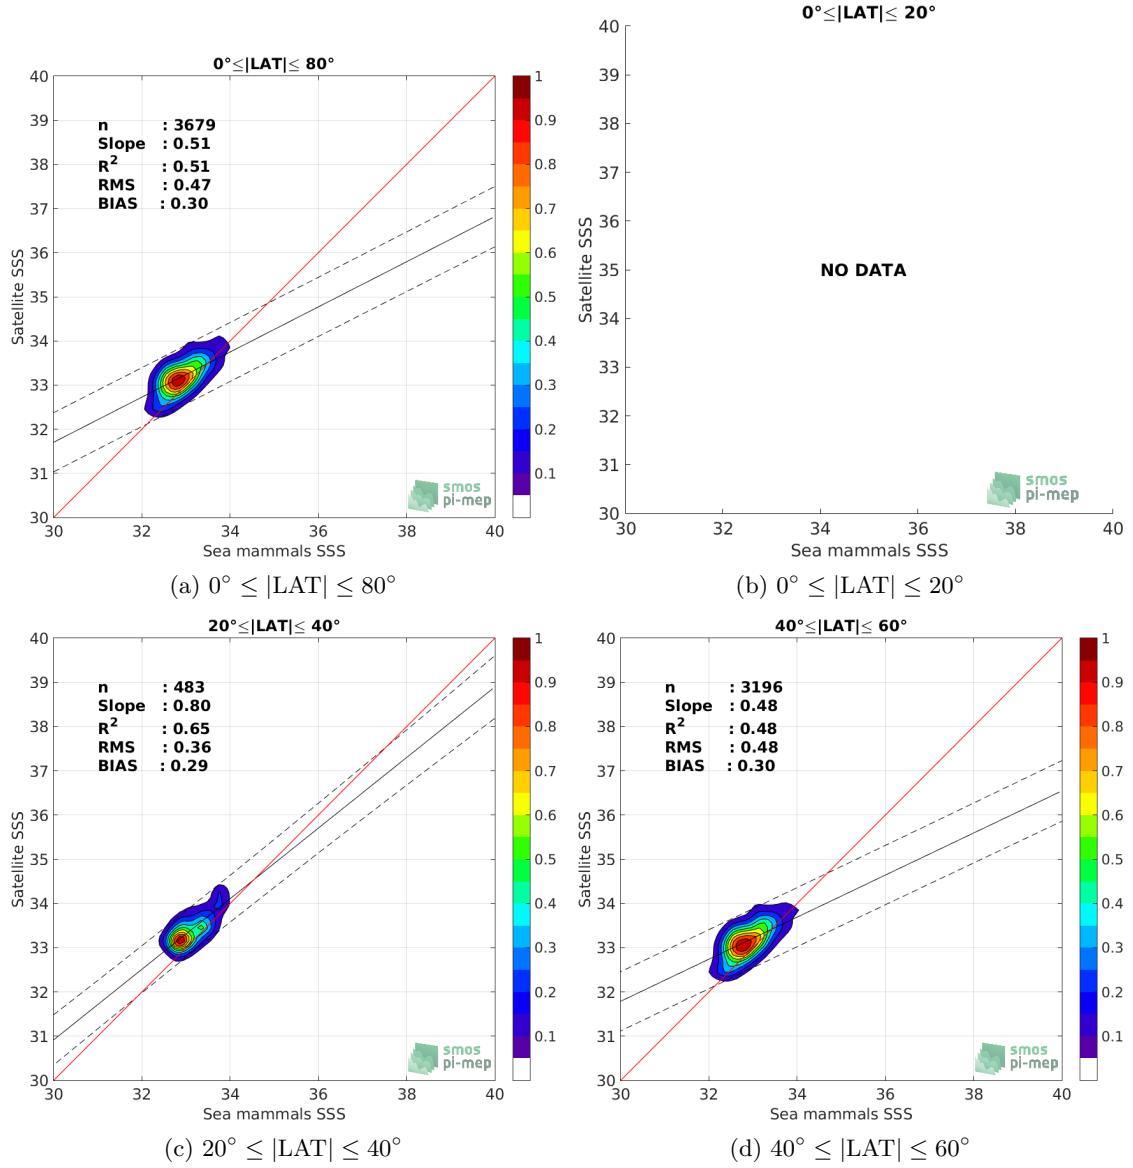 0°≤|LAT|≤ 80°
n : 3679
Slope : 0.51
R² : 0.51
RMS : 0.47
BIAS : 0.30
40
39
38
37
36
35
34
33
32
31
30
30 32 34 36 38 40
Satellite SSS
Sea mammals SSS
1
0.9
0.8
0.7
0.6
0.5
0.4
0.3
0.2
0.1
smos
pi-mep
(a) 0° ≤ |LAT| ≤ 80°
0°≤|LAT|≤ 20°
40
39
38
37
36
35
34
33
32
31
30
30 32 34 36 38 40
Satellite SSS
NO DATA
Sea mammals SSS
smos
pi-mep
(b) 0° ≤ |LAT| ≤ 20°
20°≤|LAT|≤ 40°
n : 483
Slope : 0.80
R² : 0.65
RMS : 0.36
BIAS : 0.29
40
39
38
37
36
35
34
33
32
31
30
30 32 34 36 38 40
Satellite SSS
Sea mammals SSS
1
0.9
0.8
0.7
0.6
0.5
0.4
0.3
0.2
0.1
smos
pi-mep
(c) 20° ≤ |LAT| ≤ 40°
40°≤|LAT|≤ 60°
n : 3196
Slope : 0.48
R² : 0.48
RMS : 0.48
BIAS : 0.30
40
39
38
37
36
35
34
33
32
31
30
30 32 34 36 38 40
Satellite SSS
Sea mammals SSS
1
0.9
0.8
0.7
0.6
0.5
0.4
0.3
0.2
0.1
smos
pi-mep
(d) 40° ≤ |LAT| ≤ 60°